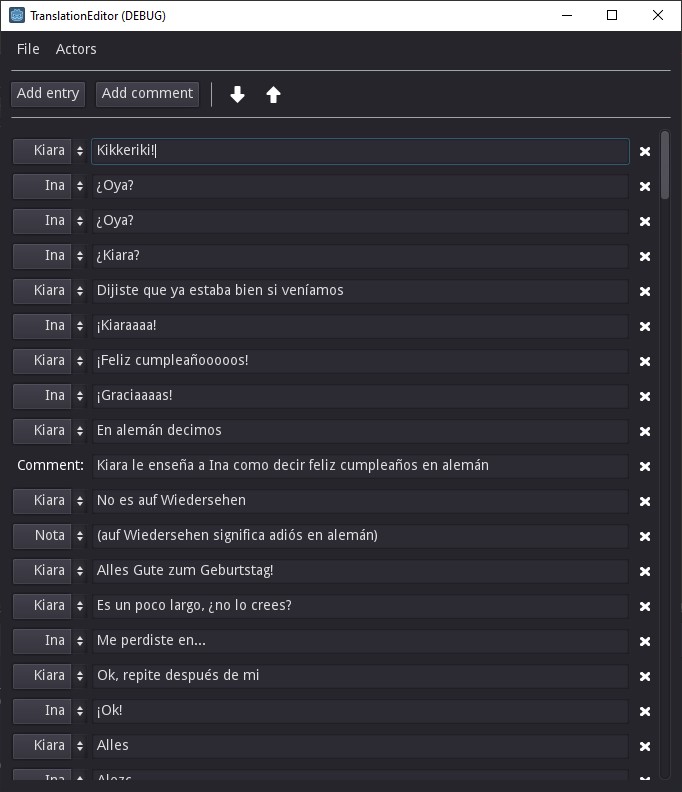 TranslationEditor (DEBUG)
File Actors
Add entry Add comment
Kiara Kikkeriki!
Ina ¿Oya?
Ina ¿Oya?
Ina ¿Kiara?
Kiara Dijiste que ya estaba bien si veníamos
Ina ¡Kiaraaaa!
Kiara ¡Feliz cumpleañooooos!
Ina ¡Graciaaaas!
Kiara En alemán decimos
Comment: Kiara le enseña a Ina como decir feliz cumpleaños en alemán
Kiara No es auf Wiedersehen
Nota (auf Wiedersehen significa adiós en alemán)
Kiara Alles Gute zum Geburtstag!
Kiara Es un poco largo, ¿no lo crees?
Ina Me perdiste en...
Kiara Ok, repite después de mi
Ina ¡Ok!
Kiara Alles
Ina Alezc